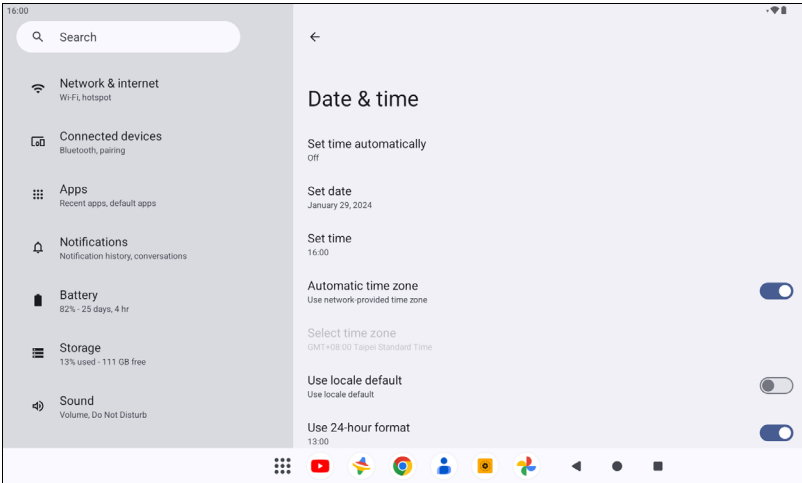 16:00
Search
Network & internet
Wi-Fi, hotspot
Connected devices
Bluetooth, pairing
Apps
Recent apps, default apps
Notifications
Notification history, conversations
Battery
82% - 25 days, 4 hr
Storage
13% used - 111 GB free
Sound
Volume, Do Not Disturb
Date & time
Set time automatically
Off
Set date
January 29, 2024
Set time
16:00
Automatic time zone
Use network-provided time zone
Select time zone
GMT+08:00 Taipei Standard Time
Use locale default
Use locale default
Use 24-hour format
13:00